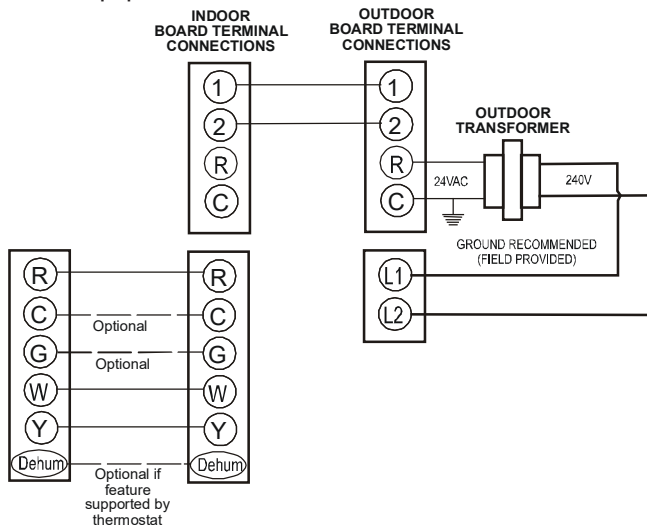 INDOOR
BOARD TERMINAL
CONNECTIONS
OUTDOOR
BOARD TERMINAL
CONNECTIONS
1
2
R
C
1
2
R
C
OUTDOOR
TRANSFORMER
24VAC
240V
GROUND RECOMMENDED
(FIELD PROVIDED)
L1
L2
R
C
G
W
Y
Dehum
Optional
Optional
Optional if
feature
supported by
thermostat
R
C
G
W
Y
Dehum